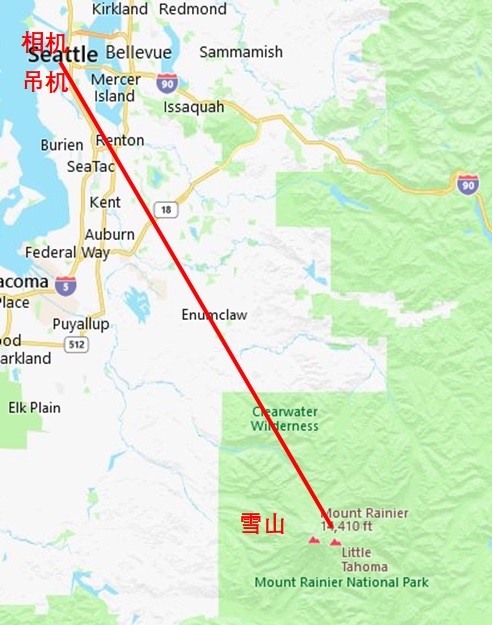 Kirkland Redmond
相机
Seattle Bellevue
Sammamish
吊机
Mercer
Island
90
Issaquah
Burien
Renton
SeaTac
90
Kent
18
Auburn
Federal Way
acoma
5
Place
Enumclaw
Puyallup
ood
512
arkland
Elk Plain
Clearwater
Wilderness
雪山
Mount Rainier
14,410 ft
Little
Tahoma
Mount Rainier National Park